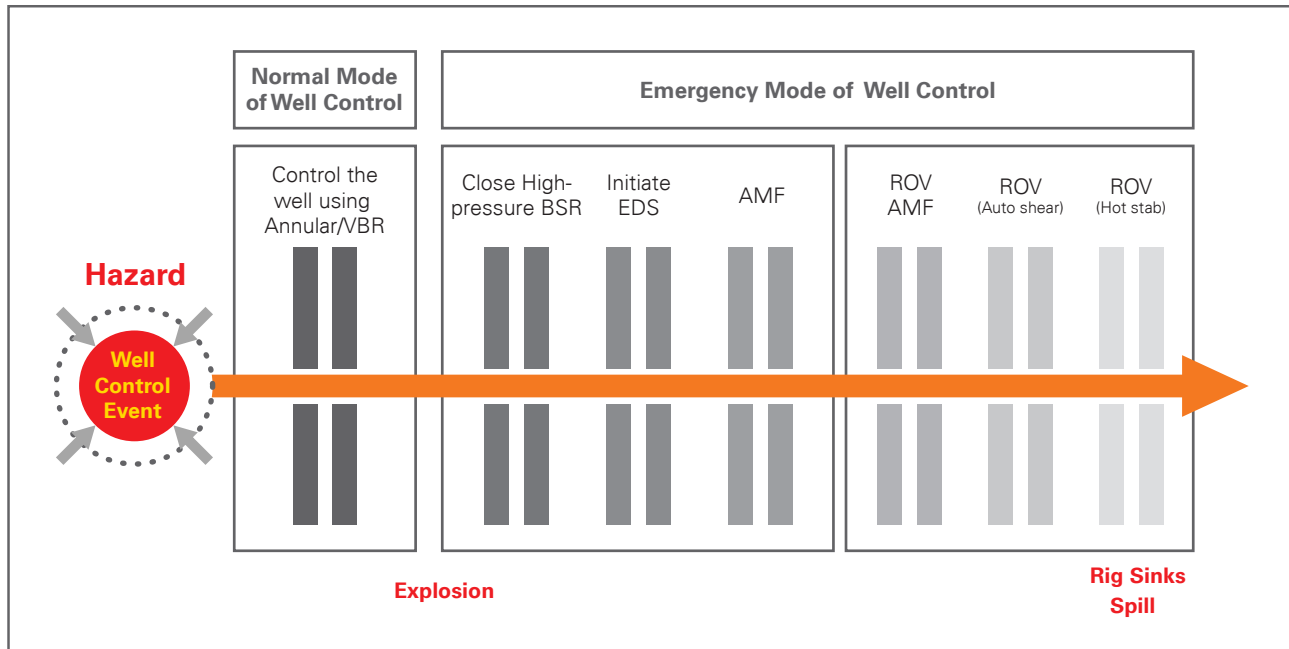 Normal Mode
of Well Control
Emergency Mode of Well Control
Control the
well using
Annular/VBR
Close High-
pressure BSR
Initiate
EDS
AMF
ROV
AMF
ROV
(Auto shear)
ROV
(Hot stab)
Hazard
Well
Control
Event
Explosion
Rig Sinks
Spill